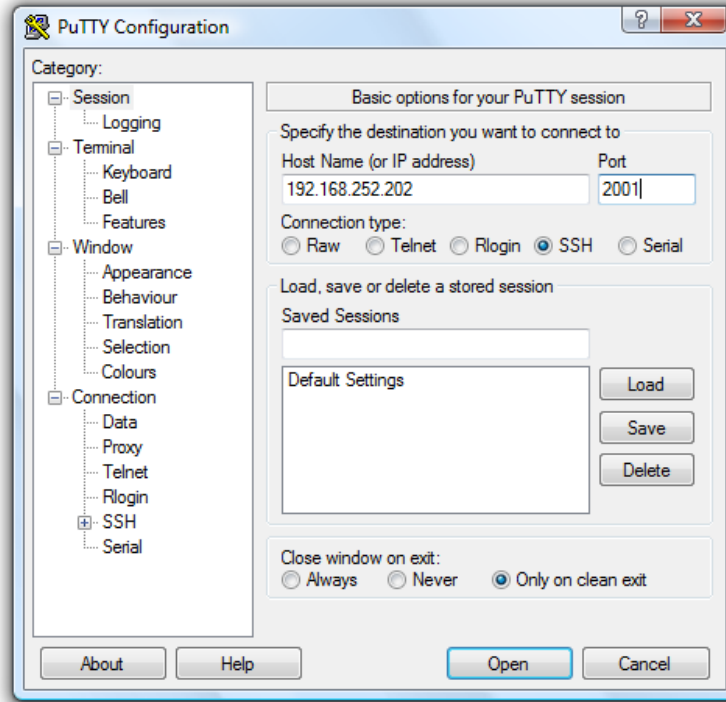 PuTTY Configuration
?
X
Category:
Session
Logging
Terminal
Keyboard
Bell
Features
Window
Appearance
Behaviour
Translation
Selection
Colours
Connection
Data
Proxy
Telnet
Rlogin
SSH
Serial
Basic options for your PuTTY session
Specify the destination you want to connect to
Host Name (or IP address) Port
192.168.252.202 2001
Connection type:
Raw Telnet Rlogin SSH Serial
Load, save or delete a stored session
Saved Sessions
Default Settings
Load
Save
Delete
Close window on exit:
Always Never Only on clean exit
About Help Open Cancel